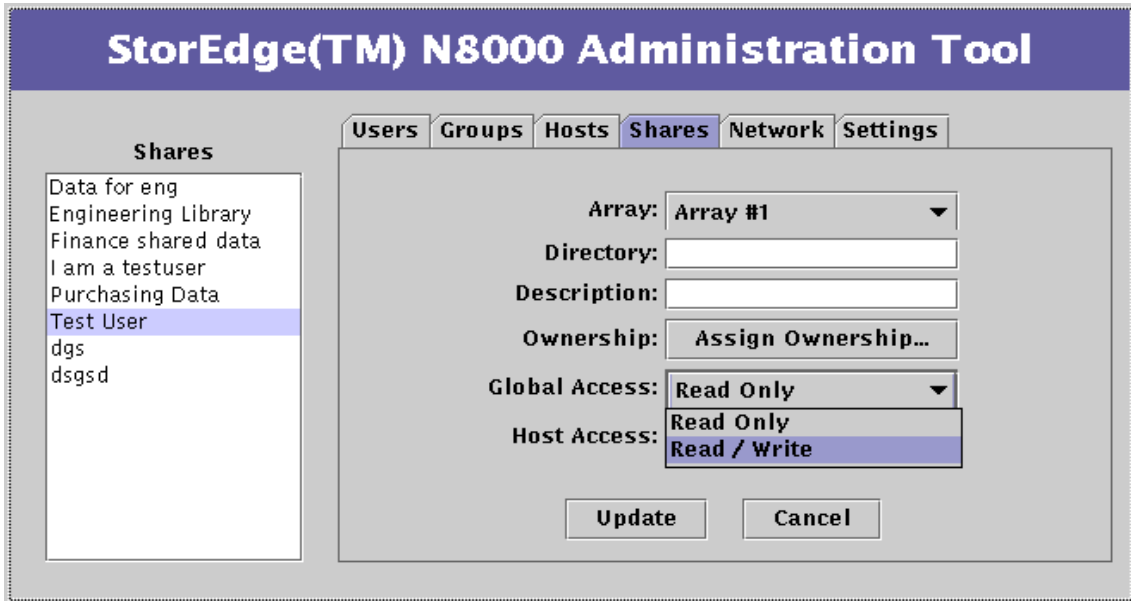 StorEdge(TM) N8000 Administration Tool
Users Groups Hosts Shares Network Settings
Shares
Data for eng
Engineering Library
Finance shared data
I am a testuser
Purchasing Data
Test User
dgs
dsgsd
Array: Array #1
Directory:
Description:
Ownership: Assign Ownership...
Global Access: Read Only
Read Only
Host Access:
Read / Write
Update Cancel